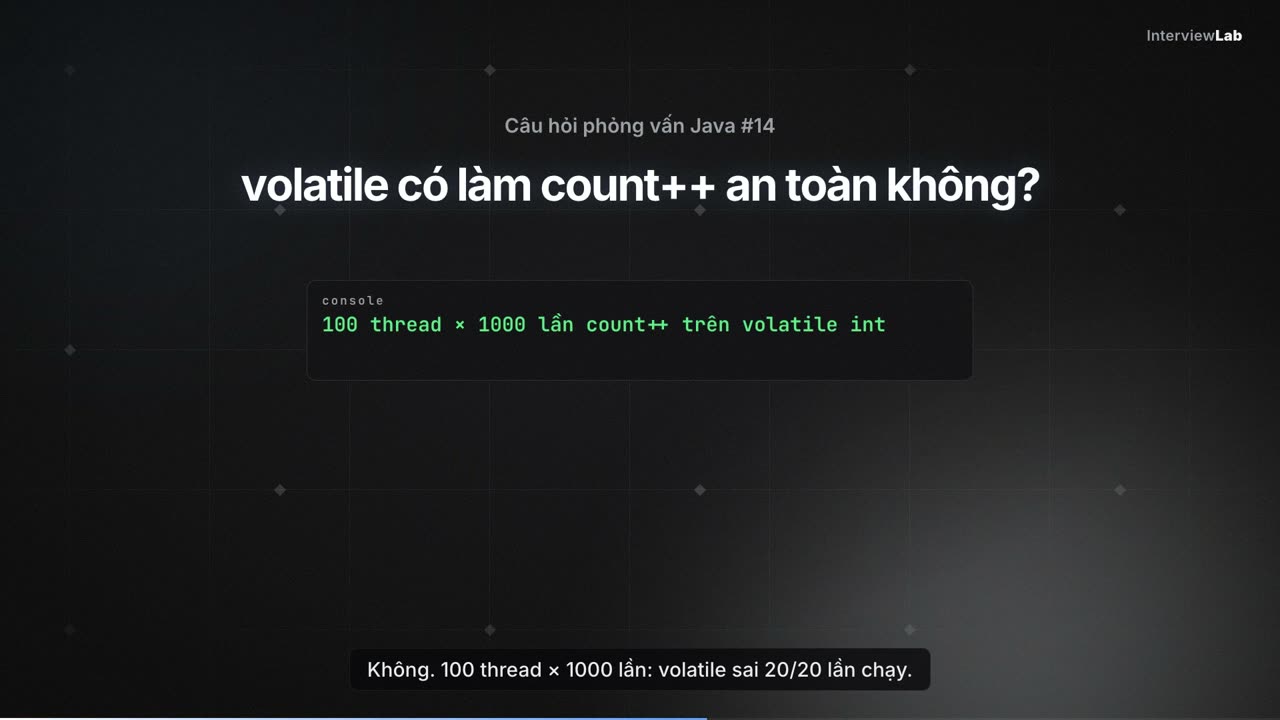 InterviewLab
Câu hỏi phỏng vấn Java #14
volatile có làm count++ an toàn không?
console
100 thread × 1000 lần count++ trên volatile int
Không. 100 thread × 1000 lần: volatile sai 20/20 lần chạy.